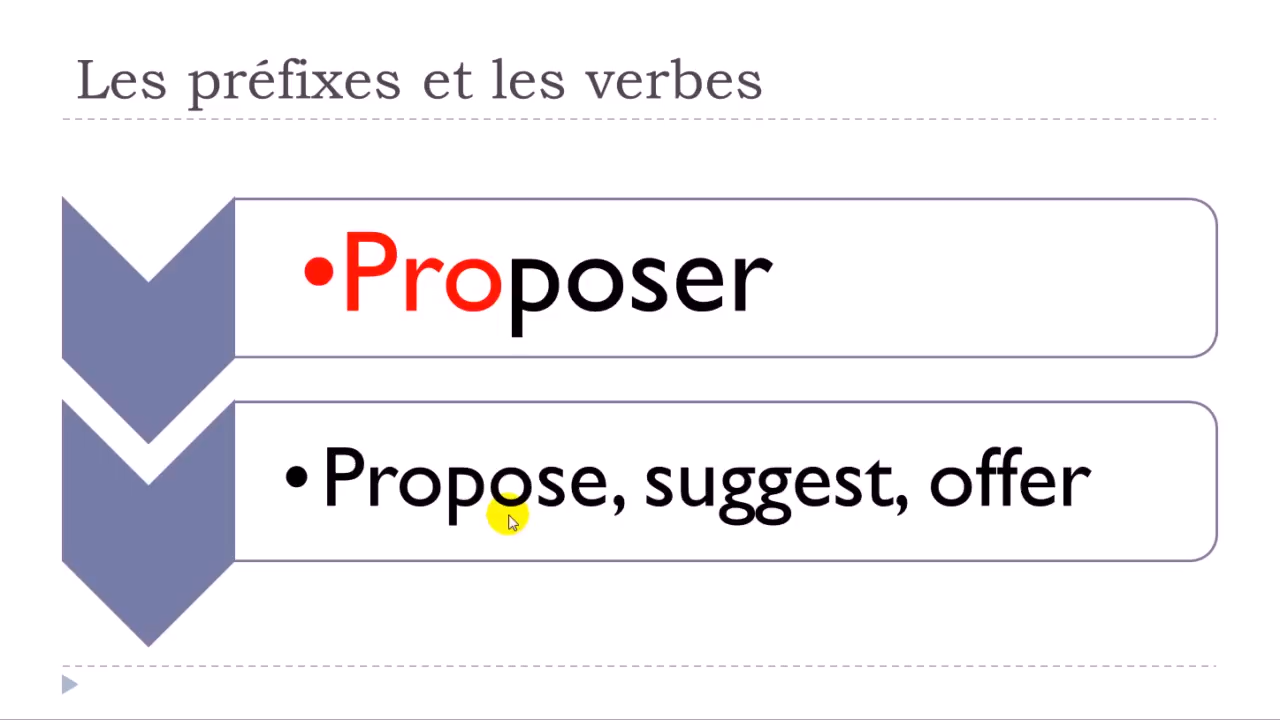 Les préfixes et les verbes
•Proposer
• Propose, suggest, offer